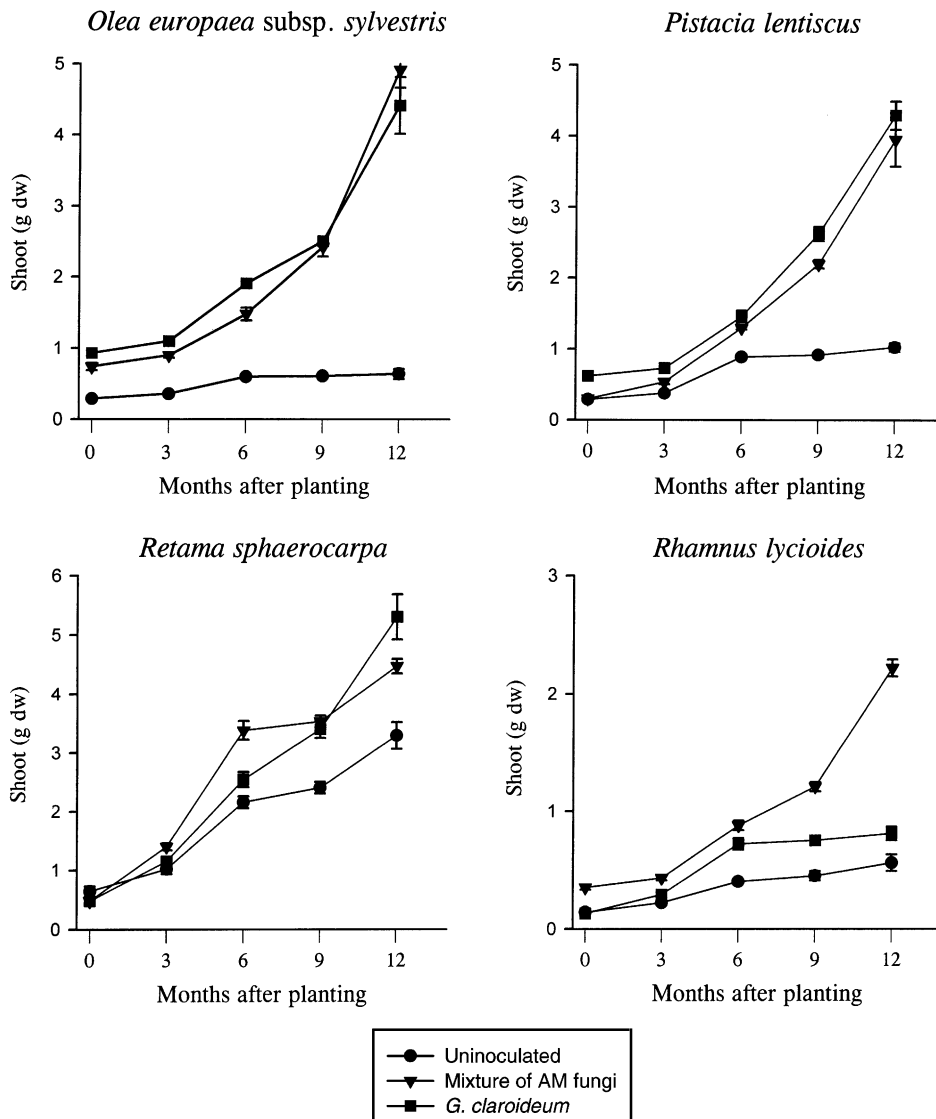 Olea europaea subsp. sylvestris
Shoot (g dw)
5
4
3
2
1
0
0 3 6 9 12
Months after planting
Pistacia lentiscus
Shoot (g dw)
5
4
3
2
1
0
0 3 6 9 12
Months after planting
Retama sphaerocarpa
Shoot (g dw)
6
5
4
3
2
1
0
0 3 6 9 12
Months after planting
Rhamnus lycioides
Shoot (g dw)
3
2
1
0
0 3 6 9 12
Months after planting
Uninoculated
Mixture of AM fungi
G. claroideum